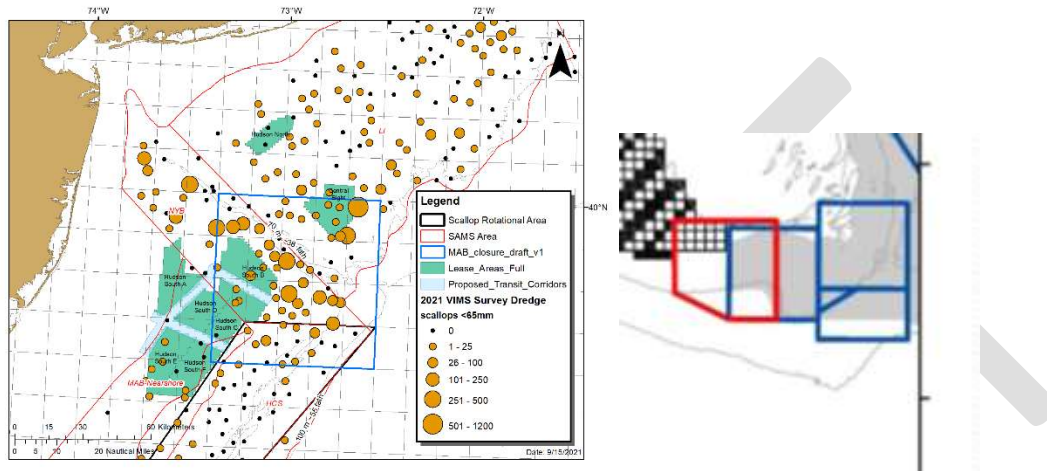 74°W
73°W
72°W
40°N
Hudson North
LI
Central Bight
NYB
70 m ~38 fath
Hudson South A
Hudson South B
Hudson South C
Hudson South E
Hudson South F
MAB-Nearshore
HCS
Legend
Scallop Rotational Area
SAMS Area
MAB_closure_draft_v1
Lease_Areas_Full
Proposed_Transit_Corridors
2021 VIMS Survey Dredge
scallops <65mm
0
1 - 25
26 - 100
101 - 250
251 - 500
501 - 1200
0 15 30 60 Kilometers
0 5 10 20 Nautical Miles
Date: 9/15/2021